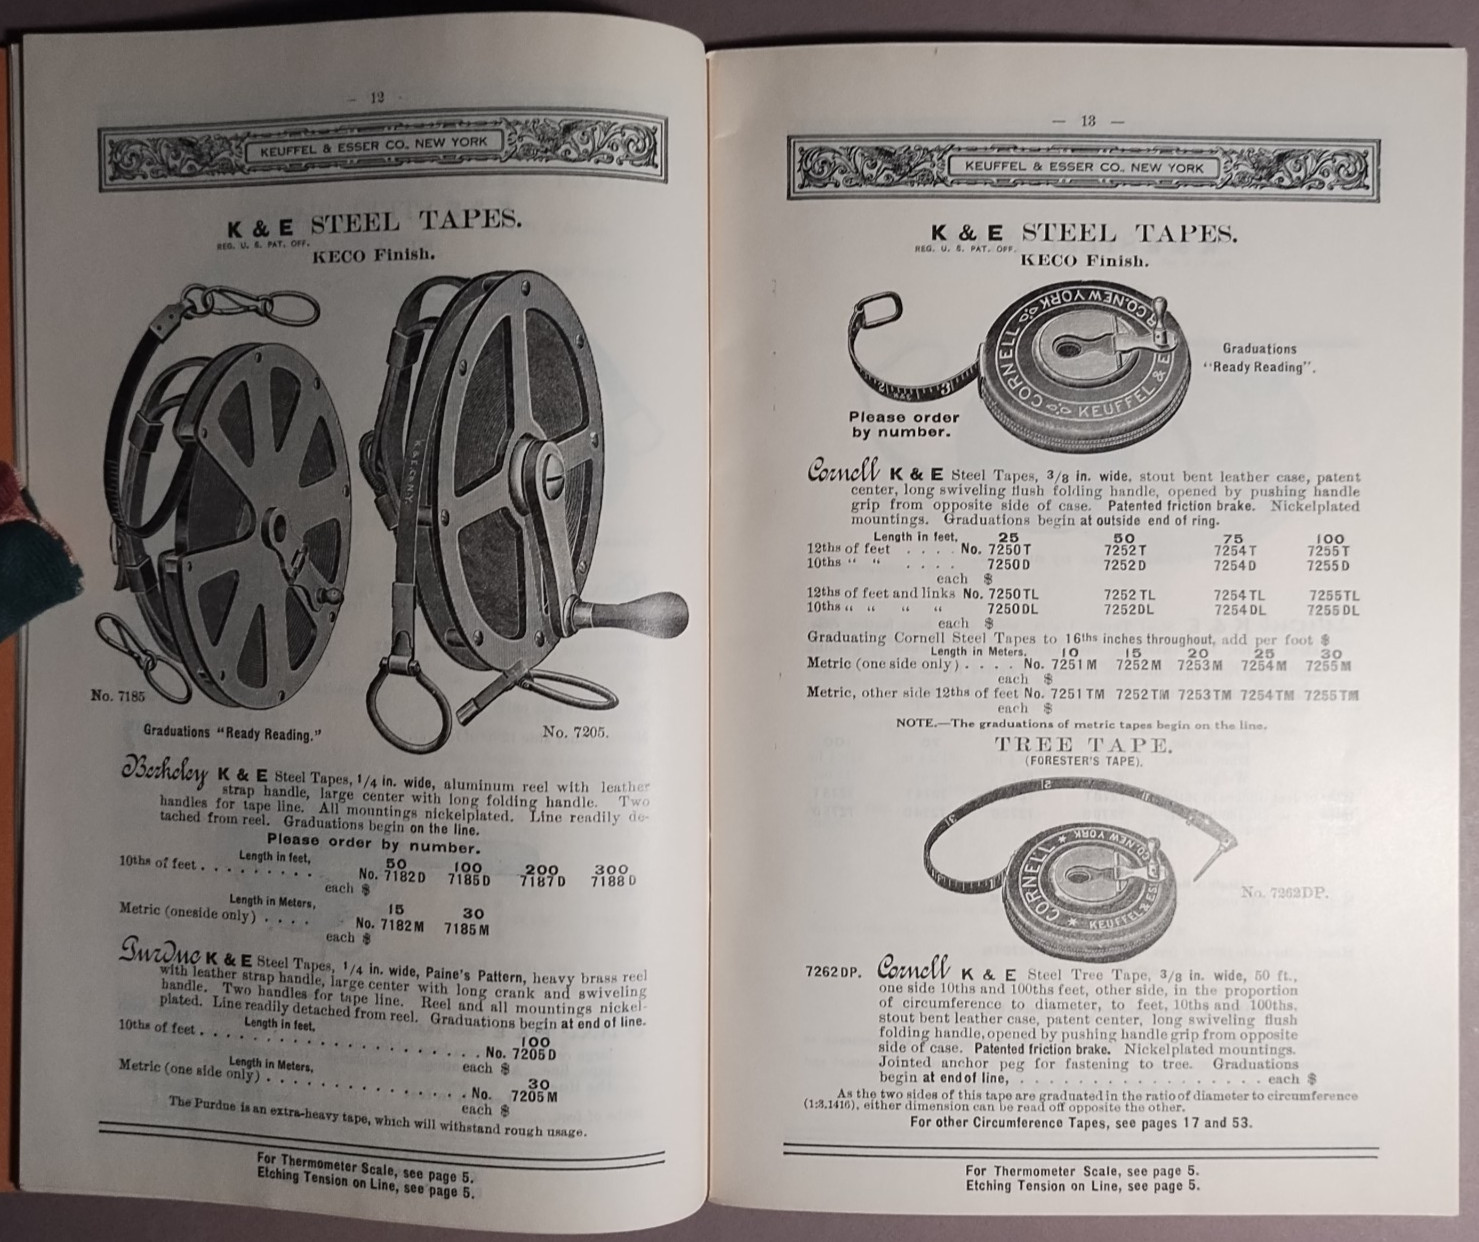 — 12 -
KEUFFEL & ESSER CO., NEW YORK
K & E STEEL TAPES.
REG. U. S. PAT. OFF.
KECO Finish.
K & E CO. N.Y.
No. 7185
Graduations "Ready Reading."
No. 7205.
Berkeley K & E Steel Tapes, 1/4 in. wide, aluminum reel with leather
strap handle, large center with long folding handle. Two
handles for tape line. All mountings nickelplated. Line readily de-
tached from reel. Graduations begin on the line.
Please order by number.
Length in feet, 50 100 200 300
10ths of feet . . . . . . . . . No. 7182D 7185D 7187D 7188D
each $
Length in Meters, 15 30
Metric (oneside only) . . . . No. 7182M 7185M
each $
Purdue K & E Steel Tapes, 1/4 in. wide, Paine's Pattern, heavy brass reel
with leather strap handle, large center with long crank and swiveling
handle. Two handles for tape line. Reel and all mountings nickel-
plated. Line readily detached from reel. Graduations begin at end of line.
Length in feet, 100
10ths of feet . . . . . . . . . . . . . . . . . . . . . No. 7205D
each $
Length in Meters, 30
Metric (one side only) . . . . . . . . . . . . . . . . No. 7205M
each $
The Purdue is an extra-heavy tape, which will withstand rough usage.
For Thermometer Scale, see page 5.
Etching Tension on Line, see page 5.
— 13 —
KEUFFEL & ESSER CO., NEW YORK
K & E STEEL TAPES.
REG. U. S. PAT. OFF.
KECO Finish.
CORNELL KEUFFEL & E R CO. NEW YORK
Graduations
"Ready Reading".
Please order
by number.
Cornell K & E Steel Tapes, 3/8 in. wide, stout bent leather case, patent
center, long swiveling flush folding handle, opened by pushing handle
grip from opposite side of case. Patented friction brake. Nickelplated
mountings. Graduations begin at outside end of ring.
Length in feet, 25 50 75 100
12ths of feet . . . . No. 7250T 7252T 7254T 7255T
10ths " " . . . . 7250D 7252D 7254D 7255D
each $
12ths of feet and links No. 7250TL 7252TL 7254TL 7255TL
10ths " " " " 7250DL 7252DL 7254DL 7255DL
each $
Graduating Cornell Steel Tapes to 16ths inches throughout, add per foot $
Length in Meters, 10 15 20 25 30
Metric (one side only) . . . . No. 7251M 7252M 7253M 7254M 7255M
each $
Metric, other side 12ths of feet No. 7251TM 7252TM 7253TM 7254TM 7255TM
each $
NOTE.—The graduations of metric tapes begin on the line.
TREE TAPE.
(FORESTER'S TAPE).
CORNELL ★ KEUFFEL & ESS CO. NEW YORK ★
No. 7262DP.
7262DP. Cornell K & E Steel Tree Tape, 3/8 in. wide, 50 ft.,
one side 10ths and 100ths feet, other side, in the proportion
of circumference to diameter, to feet, 10ths and 100ths,
stout bent leather case, patent center, long swiveling flush
folding handle, opened by pushing handle grip from opposite
side of case. Patented friction brake. Nickelplated mountings.
Jointed anchor peg for fastening to tree. Graduations
begin at end of line, . . . . . . . . . . . . . . . . . each $
As the two sides of this tape are graduated in the ratio of diameter to circumference
(1:3.1416), either dimension can be read off opposite the other.
For other Circumference Tapes, see pages 17 and 53.
For Thermometer Scale, see page 5.
Etching Tension on Line, see page 5.